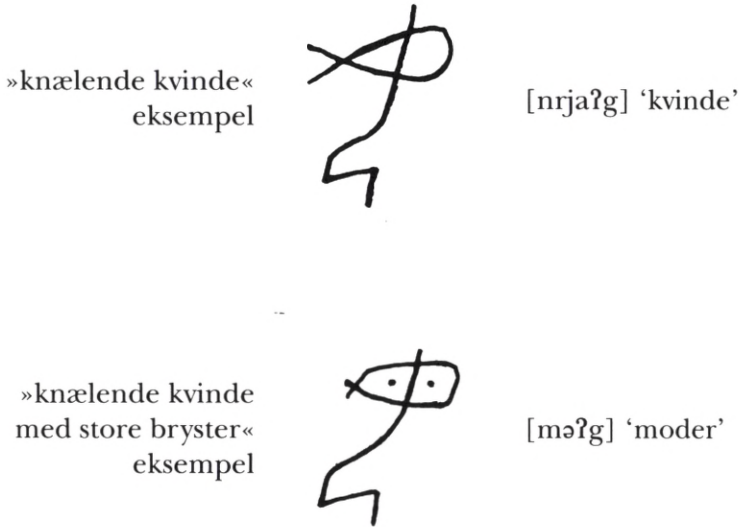 »knælende kvinde«
eksempel
[nrjaʔg] ‘kvinde’
»knælende kvinde
med store bryster«
eksempel
[məʔg] ‘moder’